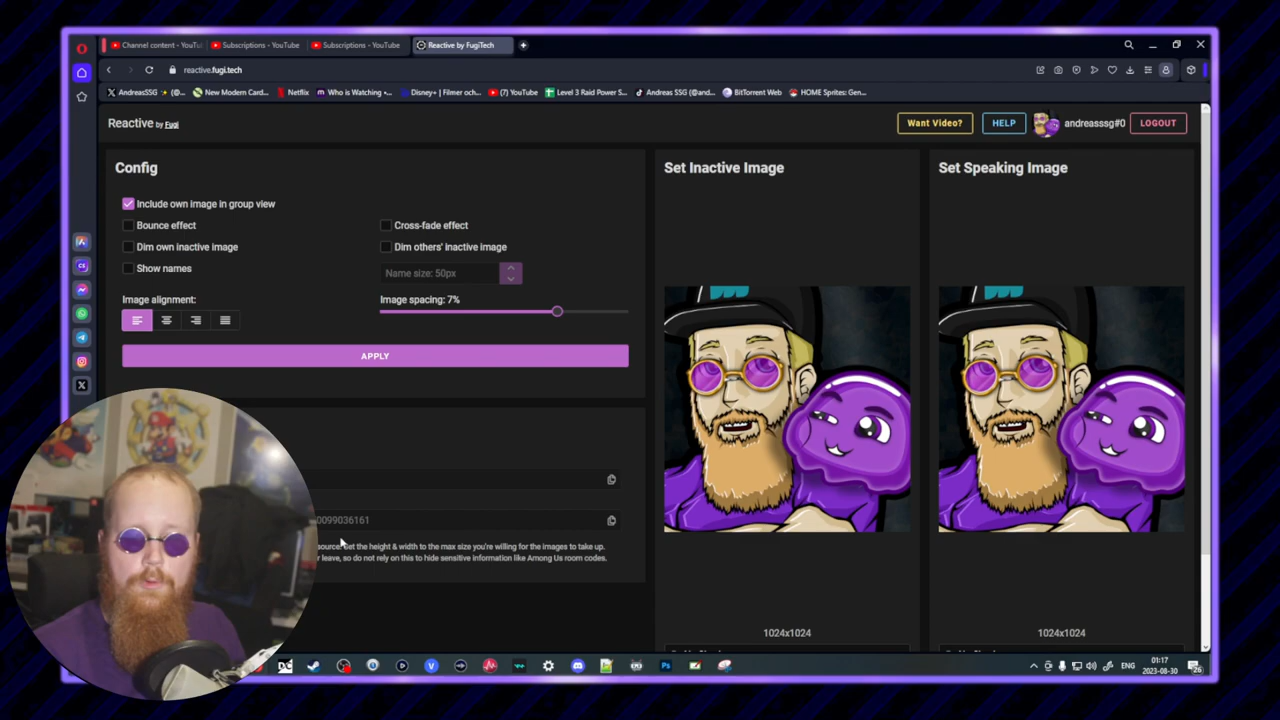 Channel content - YouTu
Subscriptions - YouTube
Subscriptions - YouTube
Reactive by FugiTech
reactive.fugi.tech
AndreasSSG ✨ (@...
New Modern Card...
Netflix
Who is Watching •...
Disney+ | Filmer och...
(7) YouTube
Level 3 Raid Power S...
Andreas SSG (@and...
BitTorrent Web
HOME Sprites: Gen...
Reactive by Fugi
Want Video?
HELP
andreasssg#0
LOGOUT
Config
Set Inactive Image
Set Speaking Image
Include own image in group view
Bounce effect
Cross-fade effect
Dim own inactive image
Dim others' inactive image
Show names
Name size: 50px
Image alignment:
Image spacing: 7%
APPLY
0099036161
source: Set the height & width to the max size you're willing for the images to take up.
r leave, so do not rely on this to hide sensitive information like Among Us room codes.
1024x1024
1024x1024
ENG
01:17
2023-08-30
26